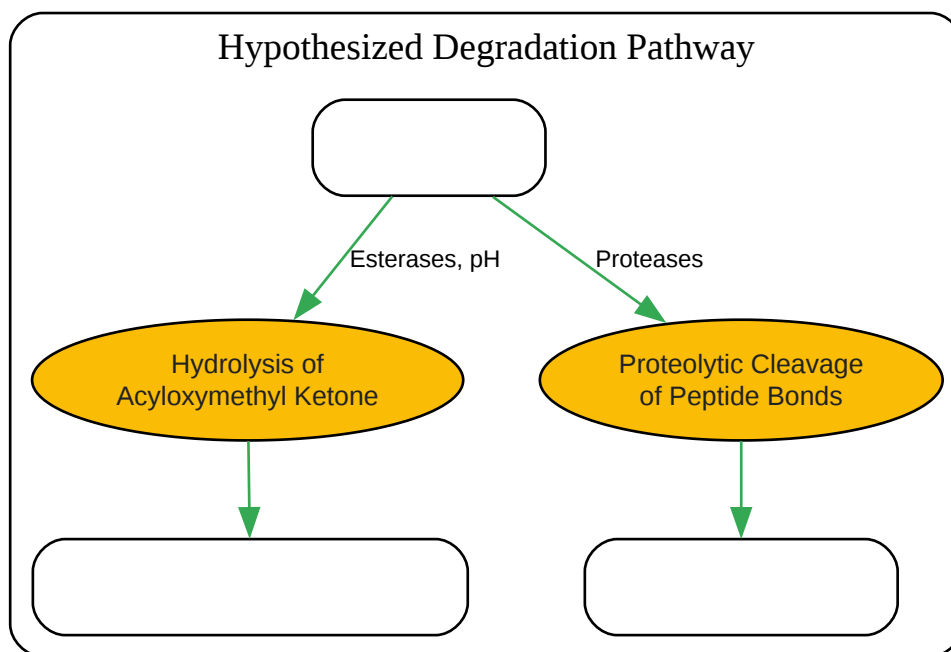 Hypothesized Degradation Pathway
Esterases, pH
Proteases
Hydrolysis of
Acyloxymethyl Ketone
Proteolytic Cleavage
of Peptide Bonds